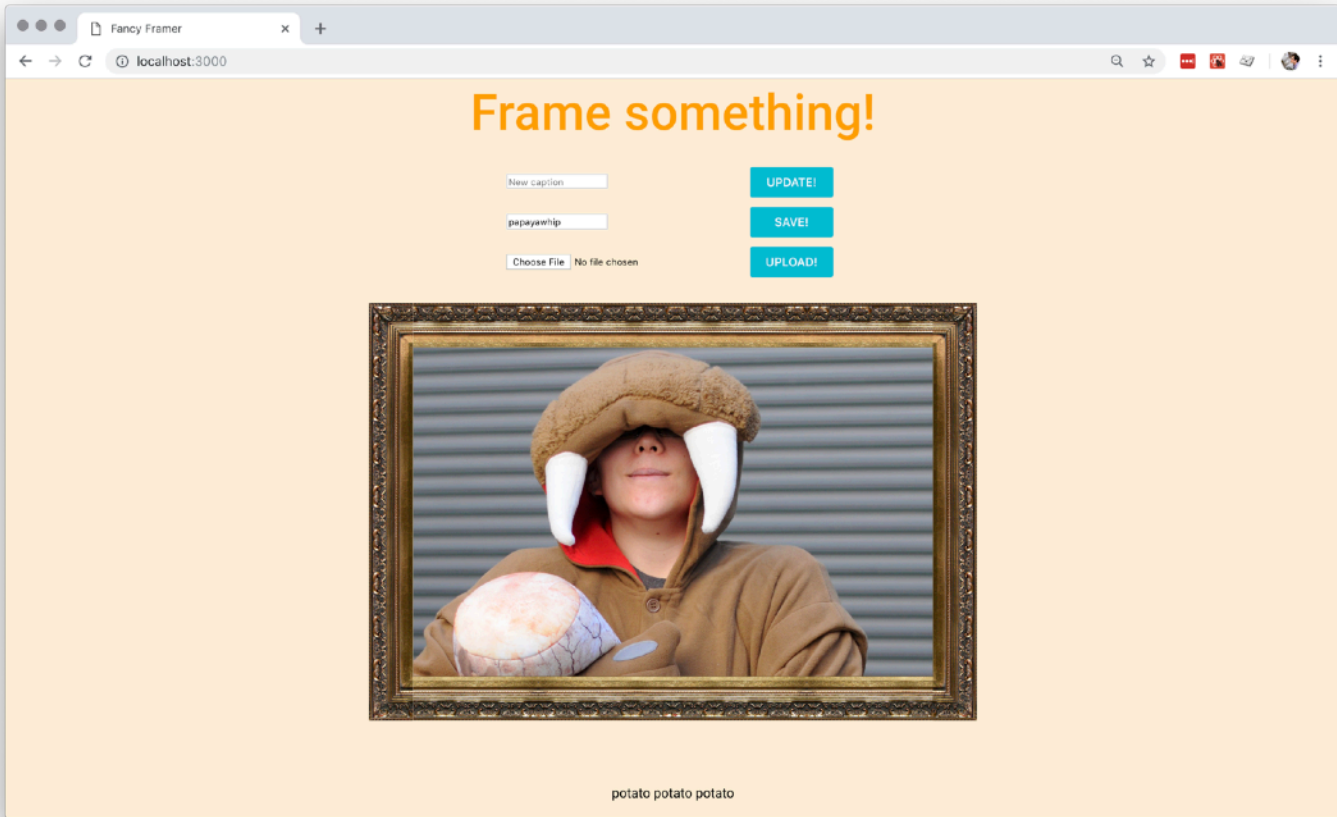 Fancy Framer
localhost:3000
Frame something!
New caption
UPDATE!
papayawhip
SAVE!
Choose File No file chosen
UPLOAD!
potato potato potato